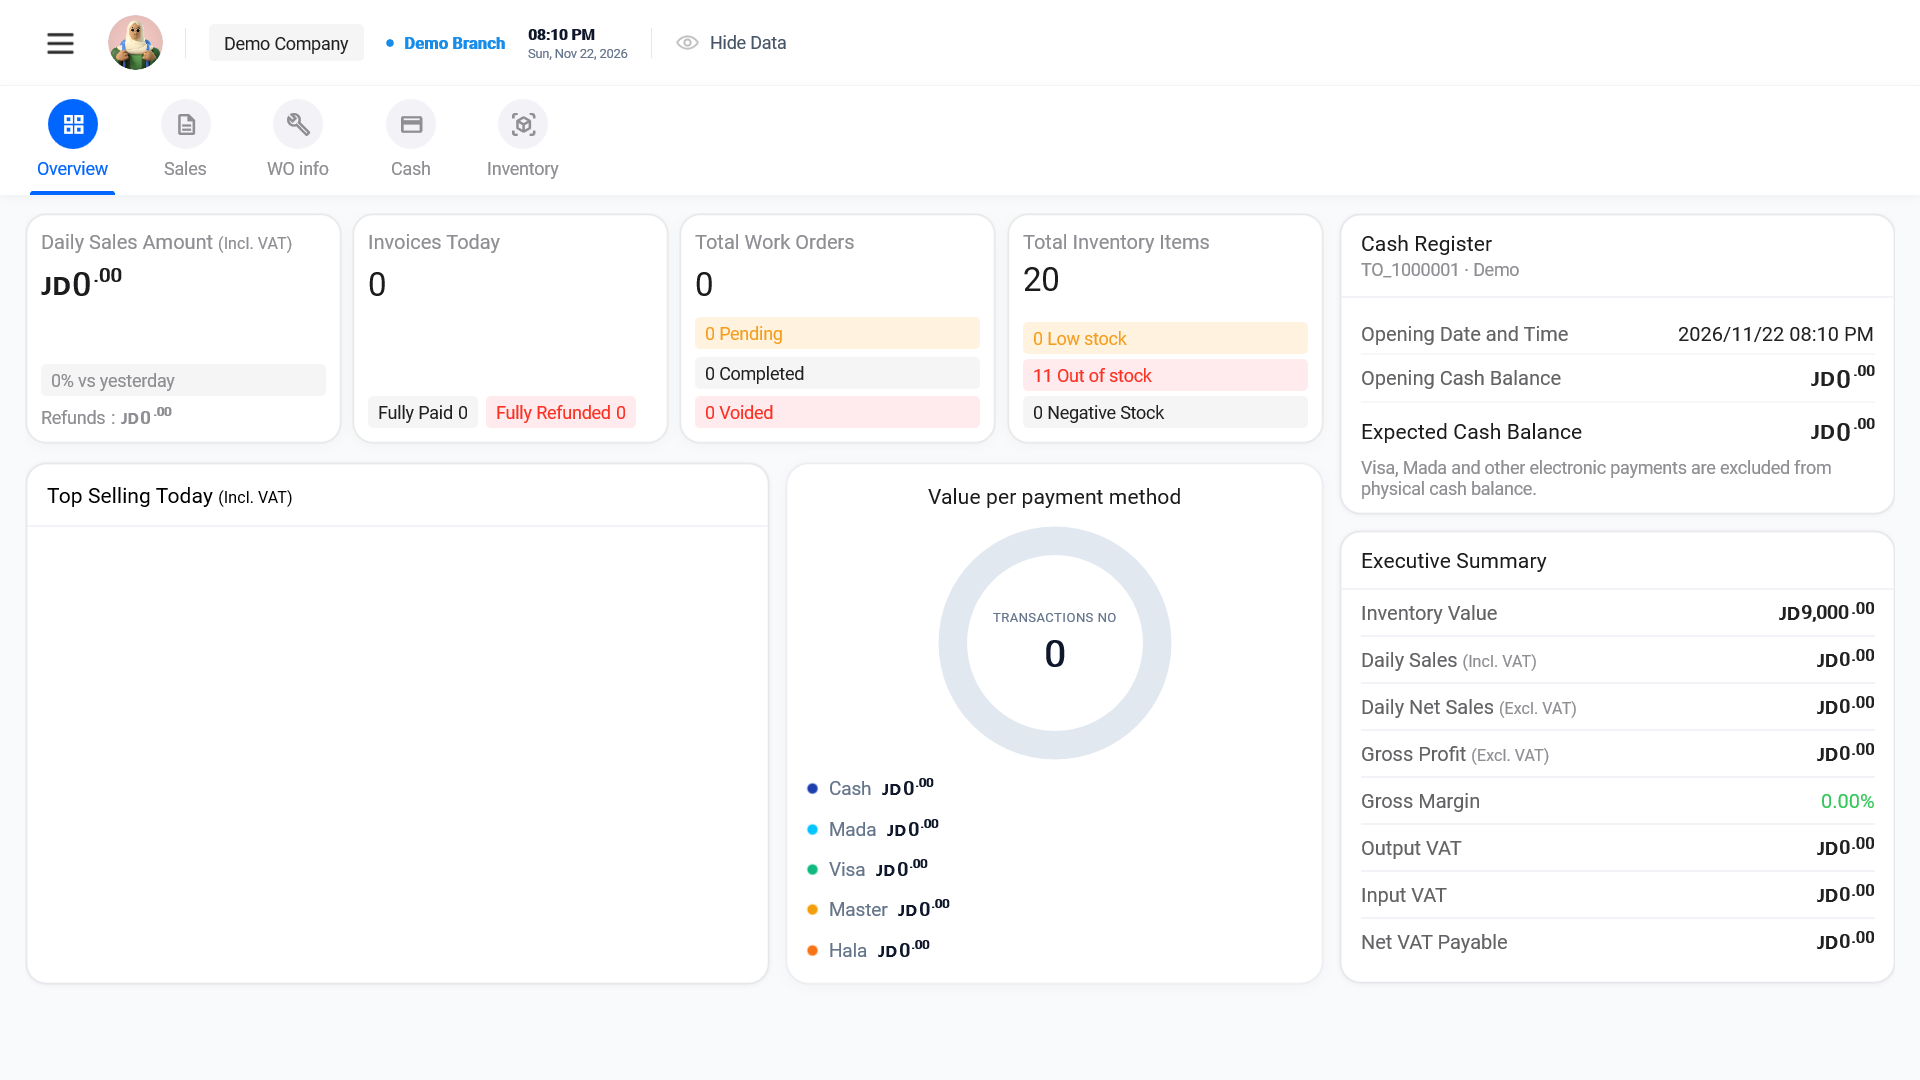 Demo Company
Demo Branch
08:10 PM
Sun, Nov 22, 2026
Hide Data
Overview
Sales
WO info
Cash
Inventory
Daily Sales Amount (Incl. VAT)
JD0.00
0% vs yesterday
Refunds : JD0.00
Invoices Today
0
Fully Paid 0
Fully Refunded 0
Total Work Orders
0
0 Pending
0 Completed
0 Voided
Total Inventory Items
20
0 Low stock
11 Out of stock
0 Negative Stock
Top Selling Today (Incl. VAT)
Value per payment method
TRANSACTIONS NO
0
Cash JD0.00
Mada JD0.00
Visa JD0.00
Master JD0.00
Hala JD0.00
Cash Register
TO_1000001 · Demo
Opening Date and Time 2026/11/22 08:10 PM
Opening Cash Balance JD0.00
Expected Cash Balance JD0.00
Visa, Mada and other electronic payments are excluded from
physical cash balance.
Executive Summary
Inventory Value JD9,000.00
Daily Sales (Incl. VAT) JD0.00
Daily Net Sales (Excl. VAT) JD0.00
Gross Profit (Excl. VAT) JD0.00
Gross Margin 0.00%
Output VAT JD0.00
Input VAT JD0.00
Net VAT Payable JD0.00